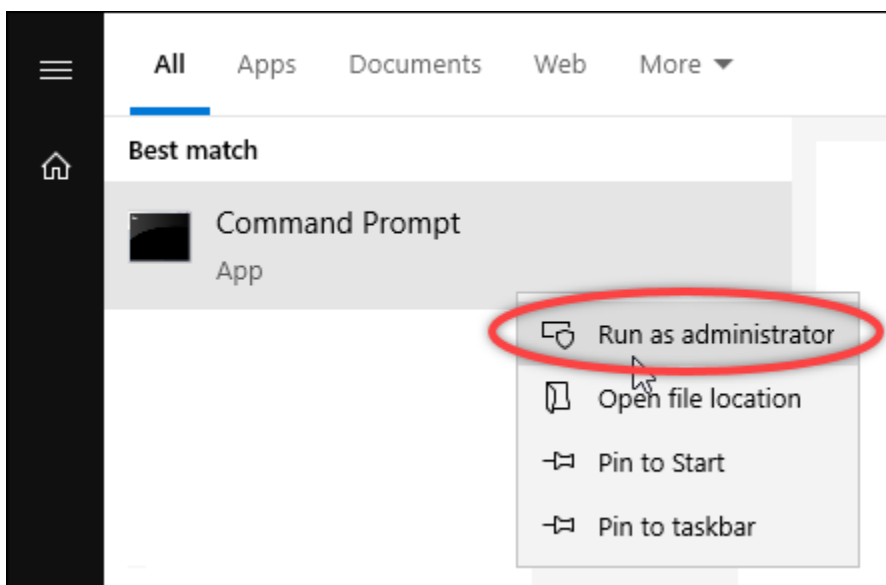 All Apps Documents Web More
Best match
Command Prompt
App
Run as administrator
Open file location
Pin to Start
Pin to taskbar